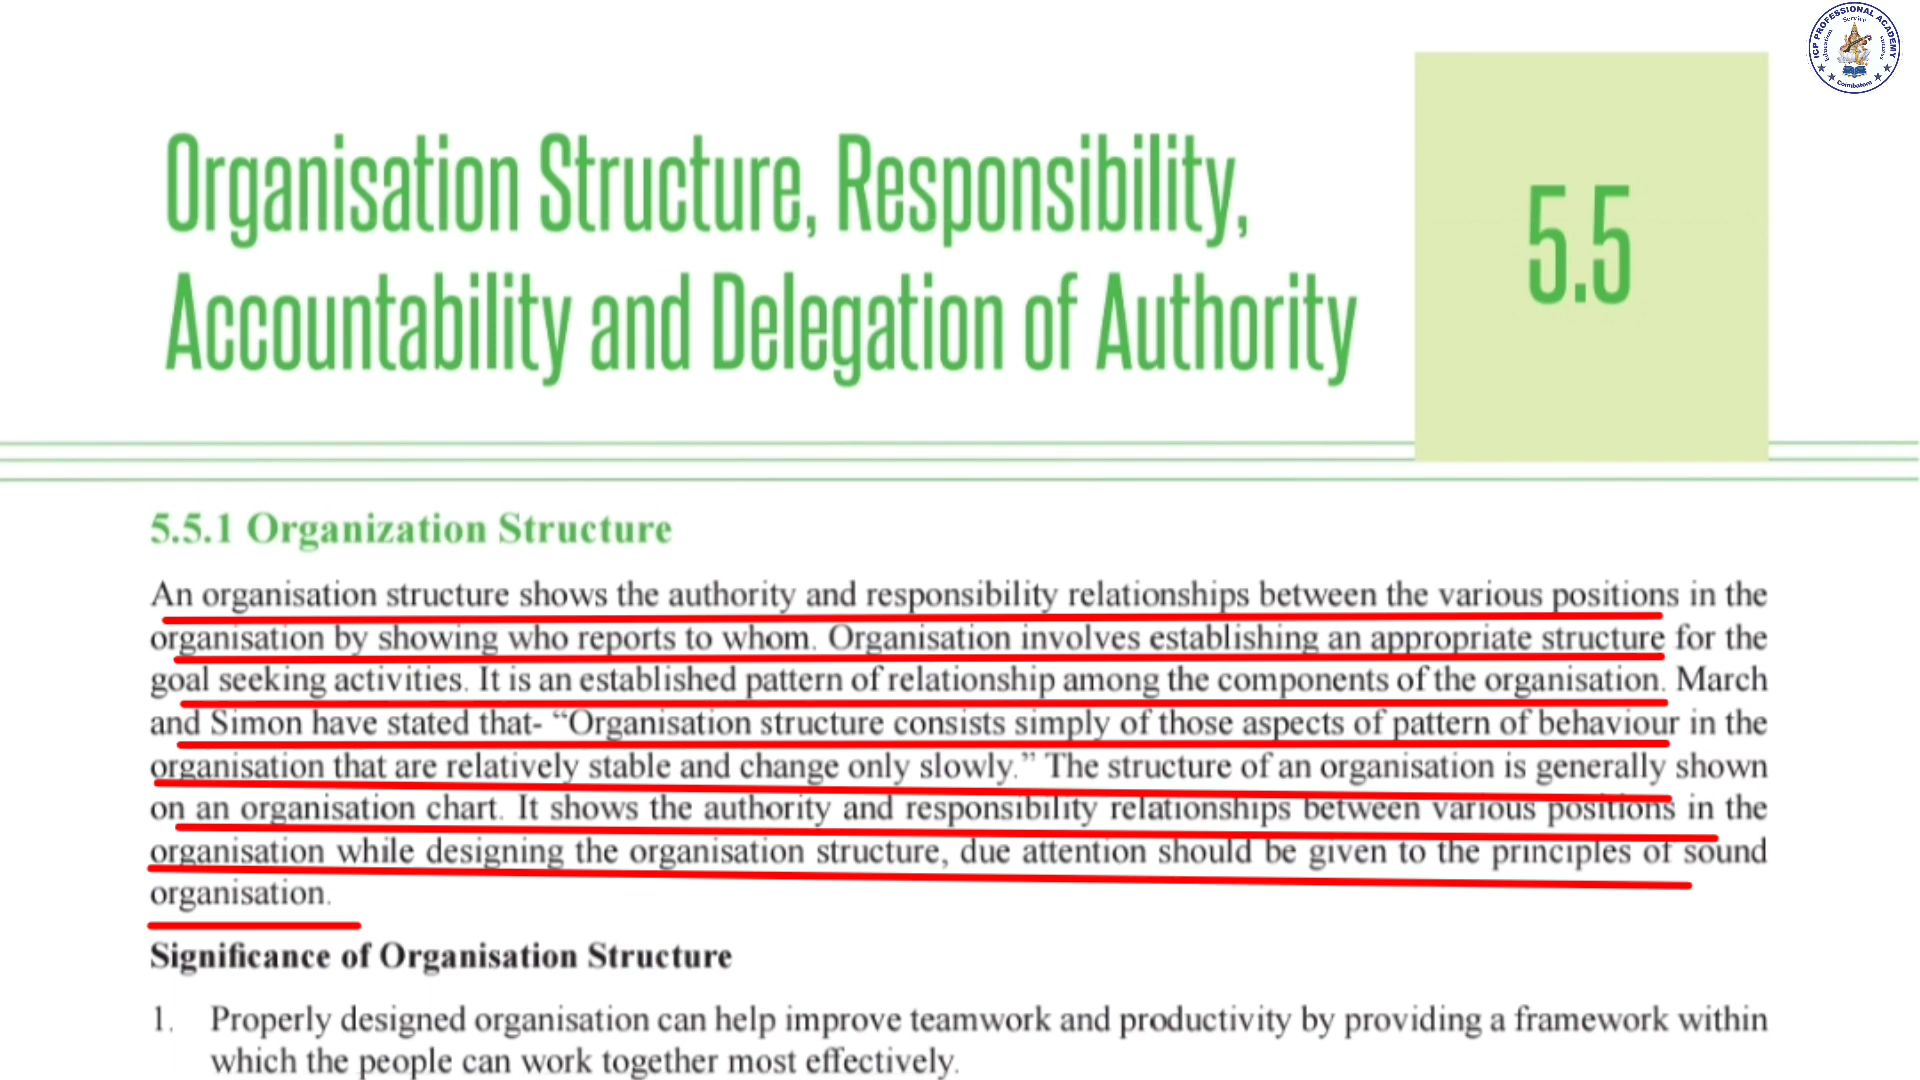 ICP PROFESSIONAL ACADEMY
Service
Education
Coimbatore
Organisation Structure, Responsibility,
Accountability and Delegation of Authority
5.5
5.5.1 Organization Structure
An organisation structure shows the authority and responsibility relationships between the various positions in the
organisation by showing who reports to whom. Organisation involves establishing an appropriate structure for the
goal seeking activities. It is an established pattern of relationship among the components of the organisation. March
and Simon have stated that- “Organisation structure consists simply of those aspects of pattern of behaviour in the
organisation that are relatively stable and change only slowly.” The structure of an organisation is generally shown
on an organisation chart. It shows the authority and responsibility relationships between various positions in the
organisation while designing the organisation structure, due attention should be given to the principles of sound
organisation.
Significance of Organisation Structure
1. Properly designed organisation can help improve teamwork and productivity by providing a framework within
which the people can work together most effectively.